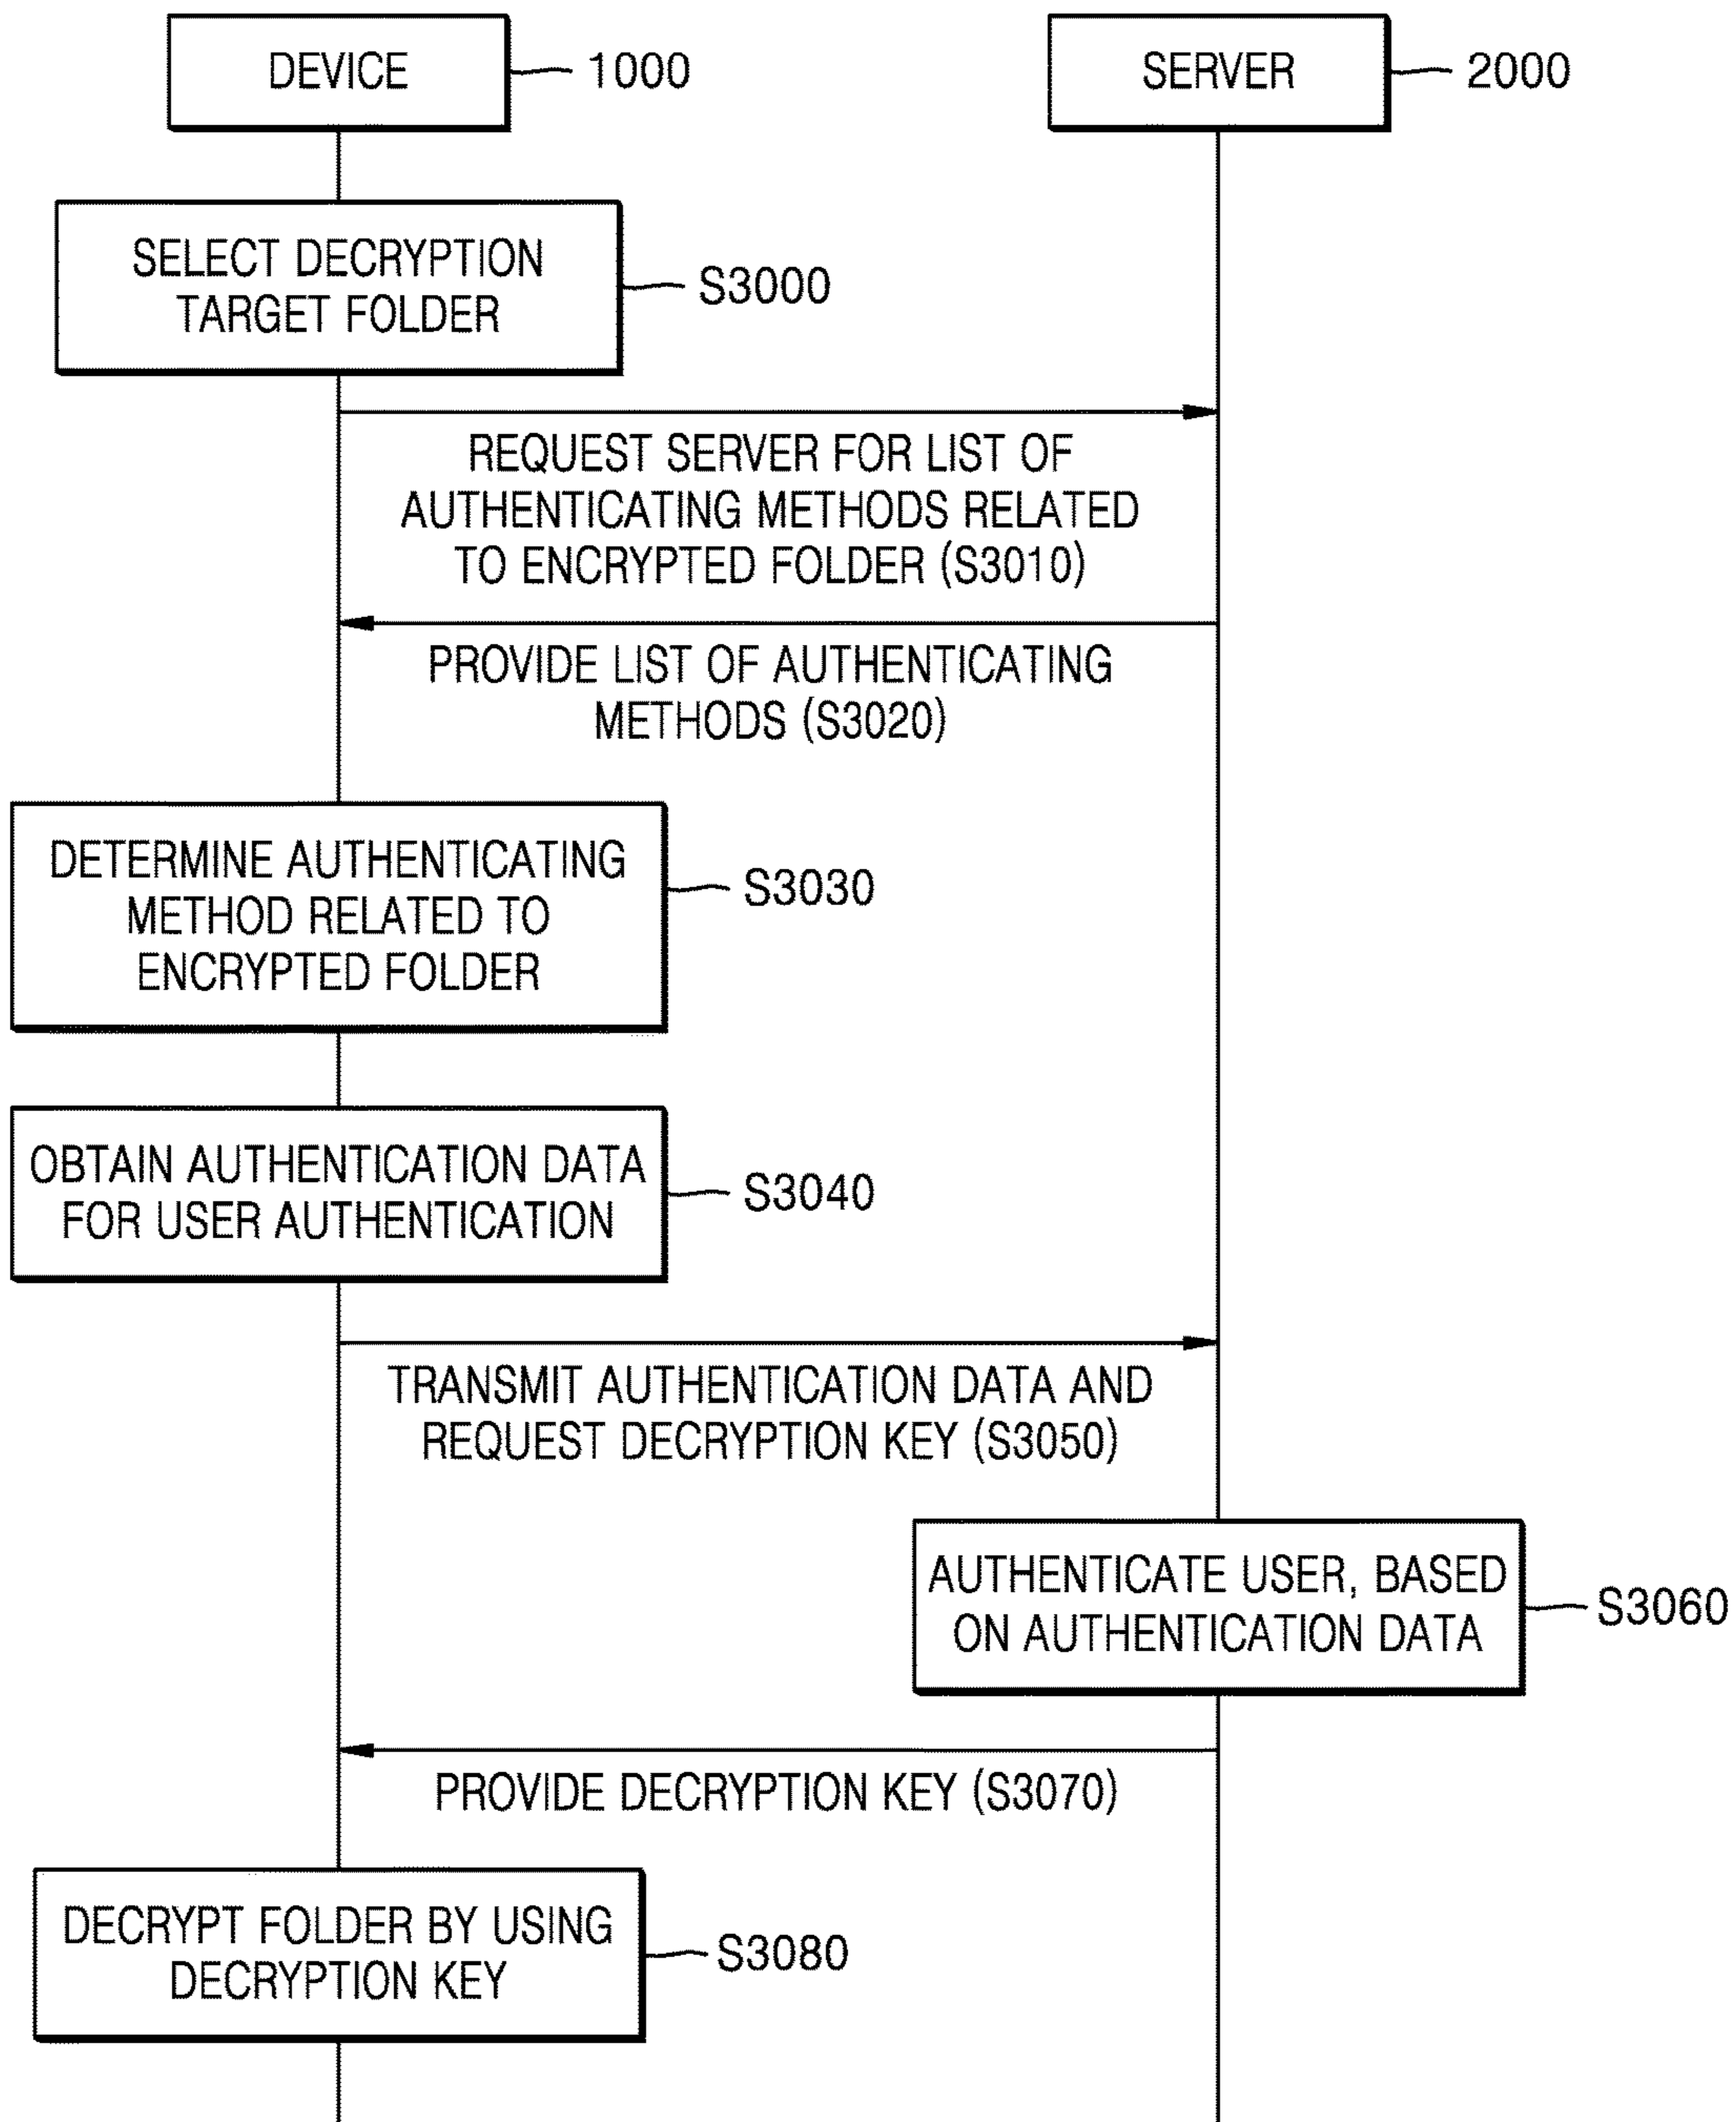 DEVICE
1000
SERVER
2000
SELECT DECRYPTION
TARGET FOLDER
S3000
REQUEST SERVER FOR LIST OF
AUTHENTICATING METHODS RELATED
TO ENCRYPTED FOLDER (S3010)
PROVIDE LIST OF AUTHENTICATING
METHODS (S3020)
DETERMINE AUTHENTICATING
METHOD RELATED TO
ENCRYPTED FOLDER
S3030
OBTAIN AUTHENTICATION DATA
FOR USER AUTHENTICATION
S3040
TRANSMIT AUTHENTICATION DATA AND
REQUEST DECRYPTION KEY (S3050)
AUTHENTICATE USER, BASED
ON AUTHENTICATION DATA
S3060
PROVIDE DECRYPTION KEY (S3070)
DECRYPT FOLDER BY USING
DECRYPTION KEY
S3080